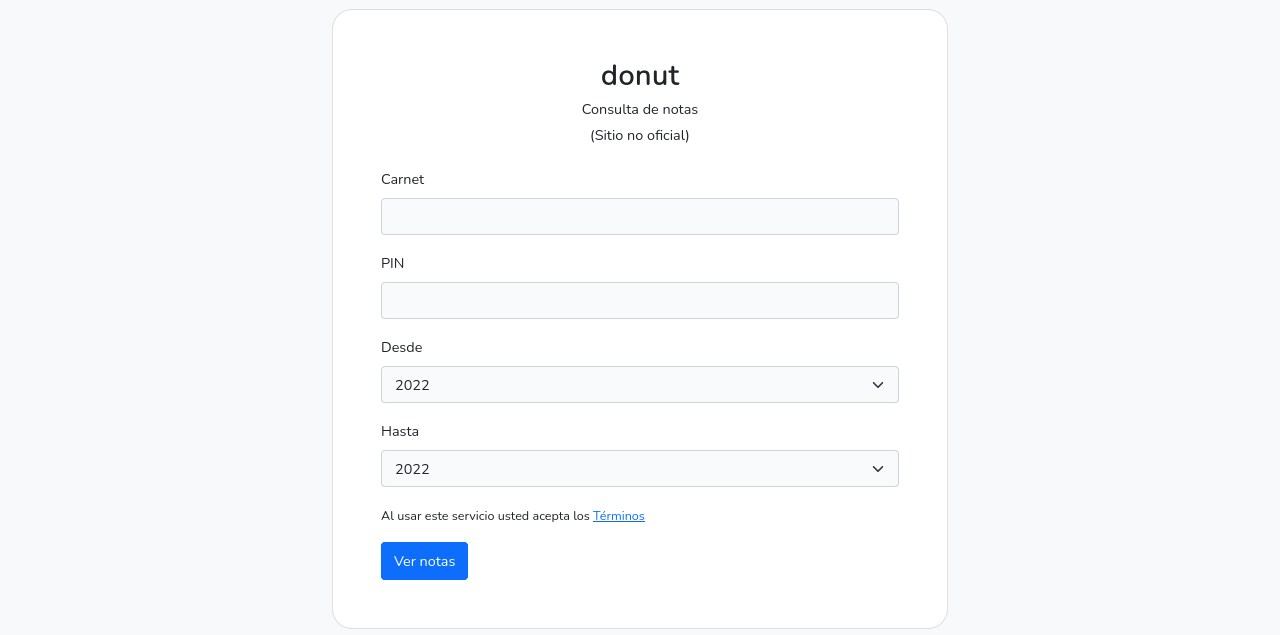 donut
Consulta de notas
(Sitio no oficial)
Carnet
PIN
Desde
2022
Hasta
2022
Al usar este servicio usted acepta los Términos
Ver notas